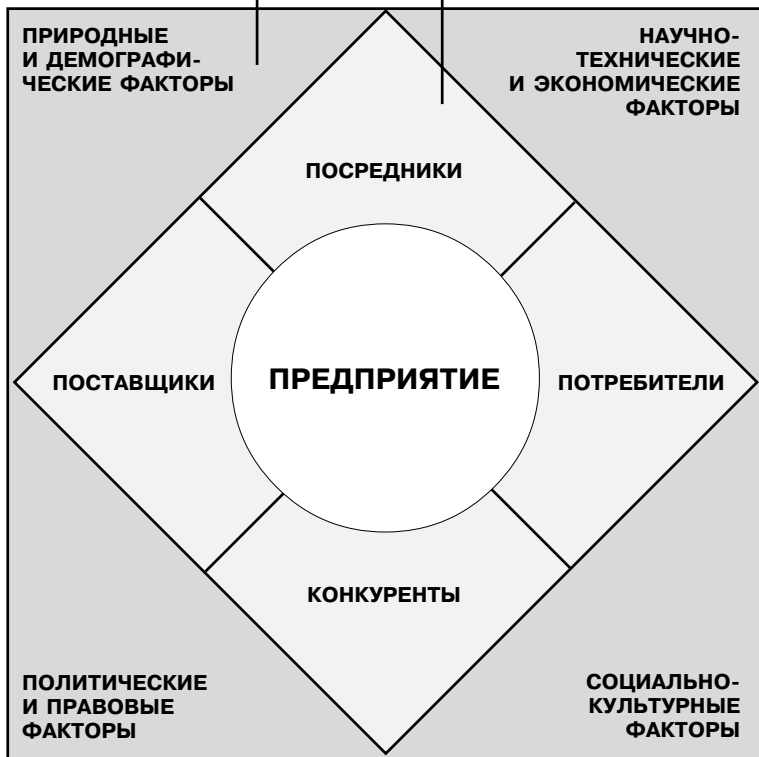 ПРИРОДНЫЕ
И ДЕМОГРАФИ-
ЧЕСКИЕ ФАКТОРЫ
НАУЧНО-
ТЕХНИЧЕСКИЕ
И ЭКОНОМИЧЕСКИЕ
ФАКТОРЫ
ПОСРЕДНИКИ
ПОСТАВЩИКИ
ПРЕДПРИЯТИЕ
ПОТРЕБИТЕЛИ
КОНКУРЕНТЫ
ПОЛИТИЧЕСКИЕ
И ПРАВОВЫЕ
ФАКТОРЫ
СОЦИАЛЬНО-
КУЛЬТУРНЫЕ
ФАКТОРЫ